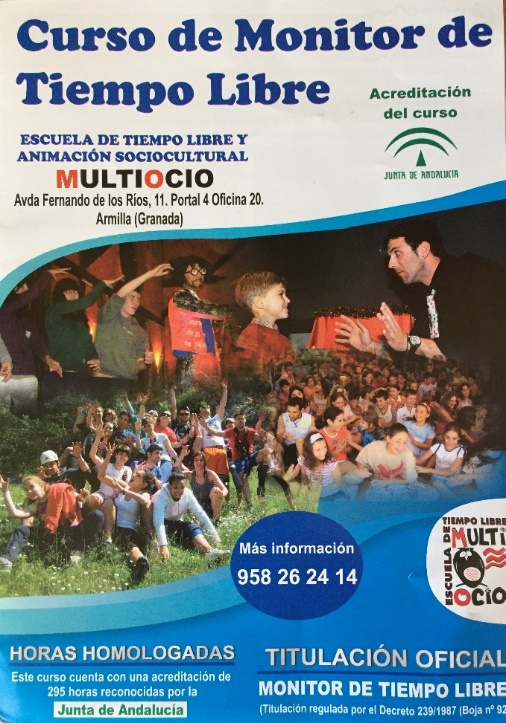 Curso de Monitor de
Tiempo Libre
Acreditación
del curso
JUNTA DE ANDALUCIA
ESCUELA DE TIEMPO LIBRE Y
ANIMACIÓN SOCIOCULTURAL
MULTIOCIO
Avda Fernando de los Ríos, 11. Portal 4 Oficina 20.
Armilla (Granada)
Más información
958 26 24 14
ESCUELA DE TIEMPO LIBRE
MULTI
OCIO
HORAS HOMOLOGADAS
Este curso cuenta con una acreditación de
295 horas reconocidas por la
Junta de Andalucía
TITULACIÓN OFICIAL
MONITOR DE TIEMPO LIBRE
(Titulación regulada por el Decreto 239/1987 (Boja nº 92